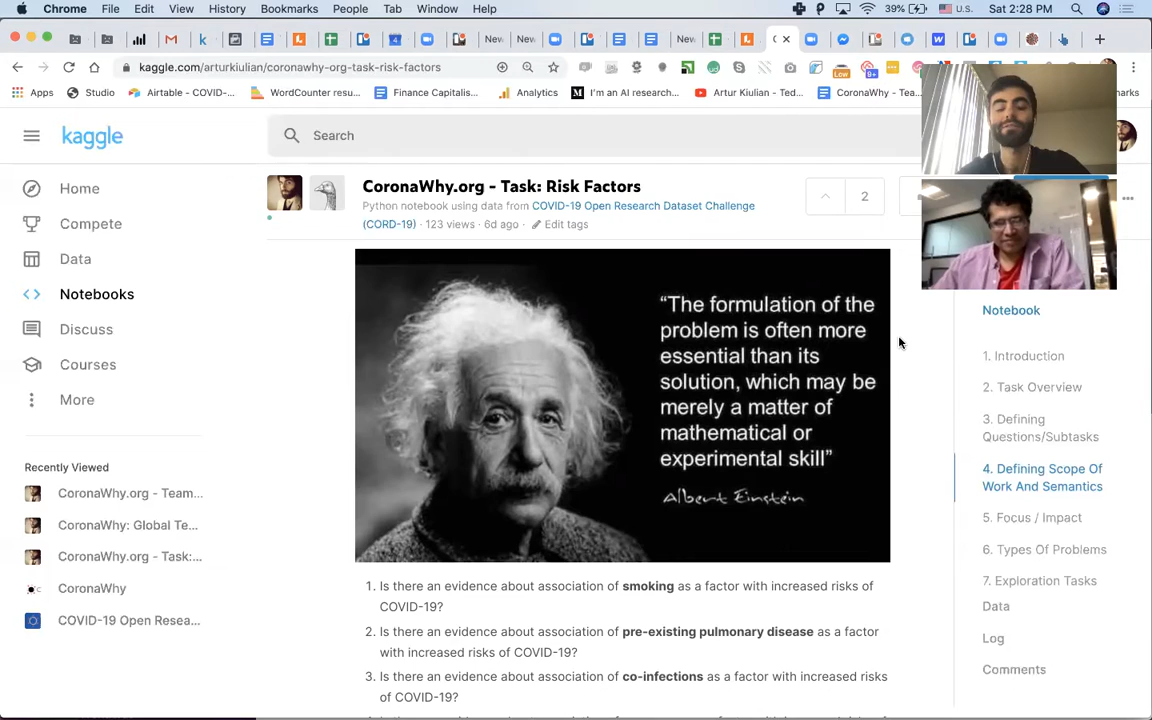 Chrome File Edit View History Bookmarks People Tab Window Help 39% U.S. Sat 2:28 PM
New New New
kaggle.com/arturkiulian/coronawhy-org-task-risk-factors Low 9+
Apps Studio Airtable – COVID-... WordCounter resu... Finance Capitalis... Analytics I'm an AI research... Artur Kiulian - Ted... CoronaWhy - Tea... marks
kaggle
Search
Home
Compete
Data
Notebooks
Discuss
Courses
More
Recently Viewed
CoronaWhy.org - Team...
CoronaWhy: Global Te...
CoronaWhy.org - Task:...
CoronaWhy
COVID-19 Open Resea...
CoronaWhy.org - Task: Risk Factors
Python notebook using data from COVID-19 Open Research Dataset Challenge
(CORD-19) · 123 views · 6d ago · Edit tags
2
“The formulation of the
problem is often more
essential than its
solution, which may be
merely a matter of
mathematical or
experimental skill”
Albert Einstein
1. Is there an evidence about association of smoking as a factor with increased risks of
COVID-19?
2. Is there an evidence about association of pre-existing pulmonary disease as a factor
with increased risks of COVID-19?
3. Is there an evidence about association of co-infections as a factor with increased risks
of COVID-19?
Notebook
1. Introduction
2. Task Overview
3. Defining
Questions/Subtasks
4. Defining Scope Of
Work And Semantics
5. Focus / Impact
6. Types Of Problems
7. Exploration Tasks
Data
Log
Comments